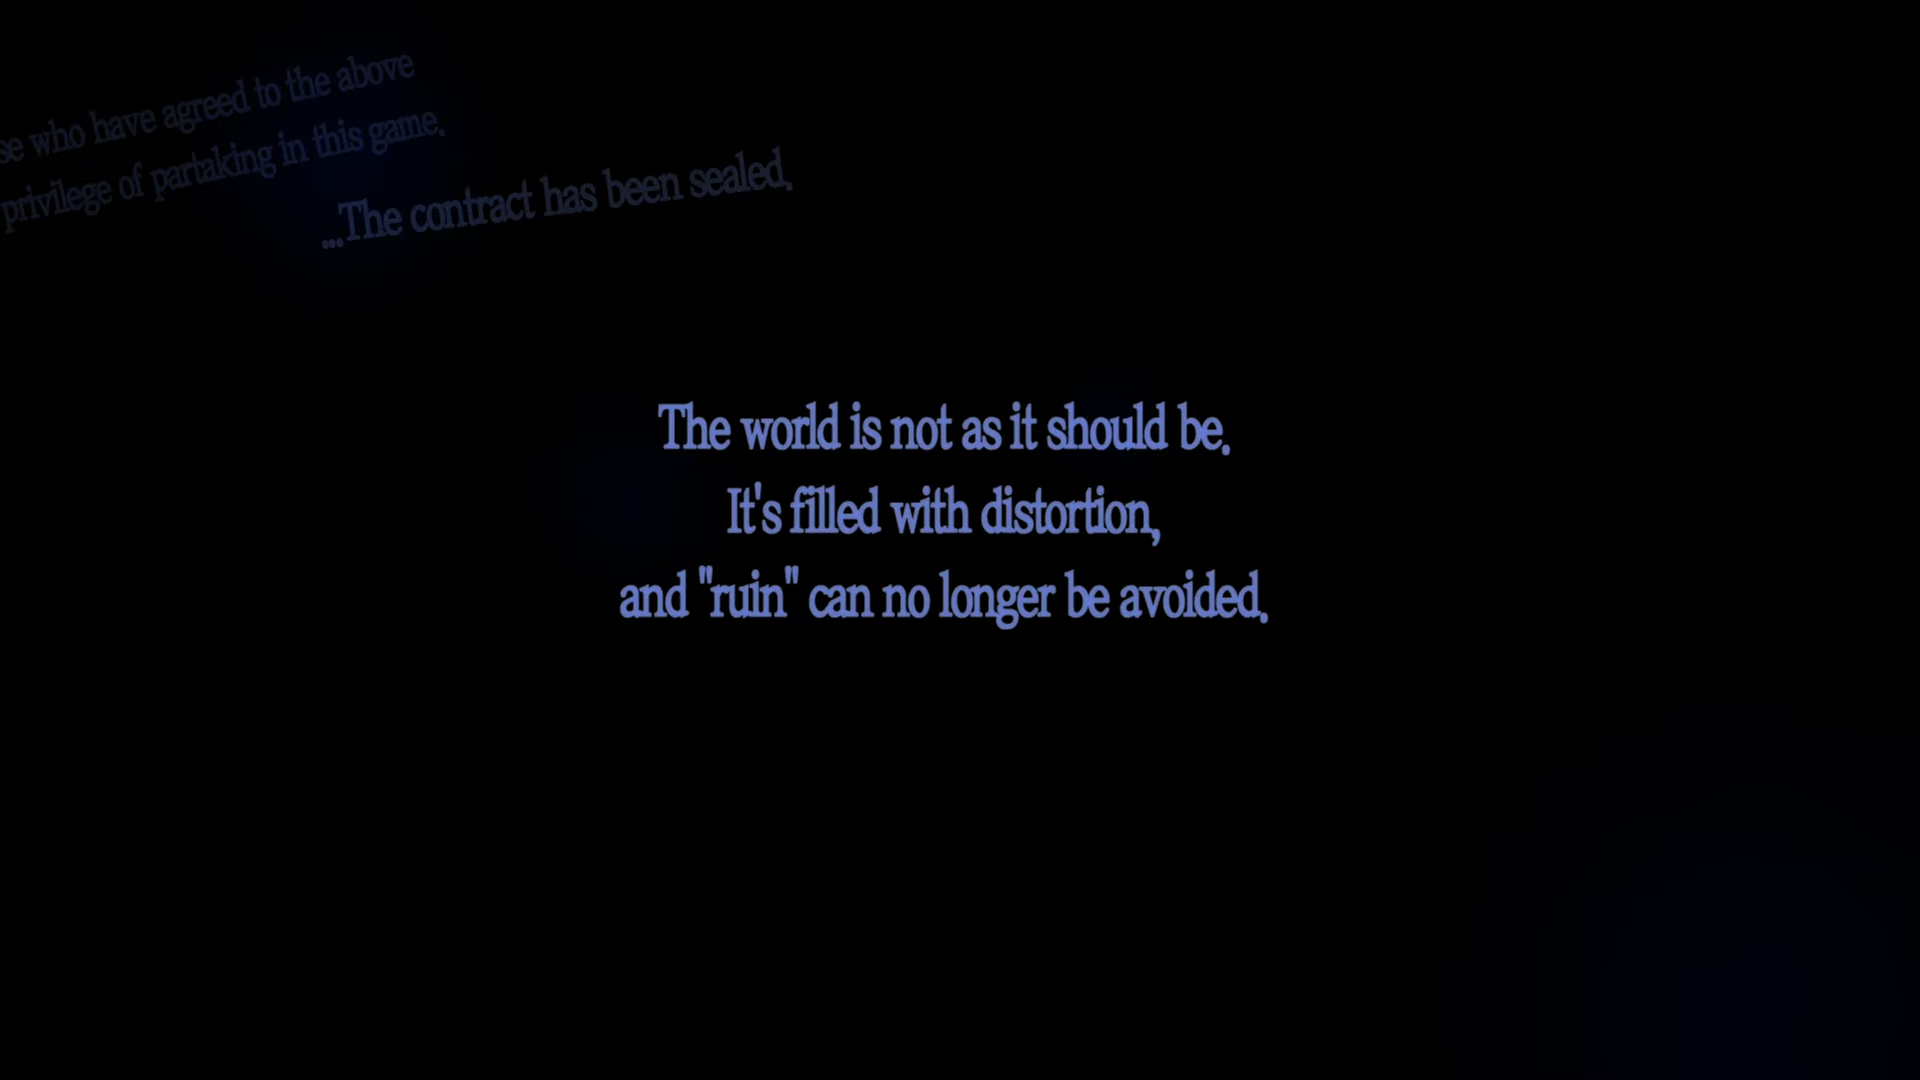 se who have agreed to the above
privilege of partaking in this game.
...The contract has been sealed.
The world is not as it should be.
It's filled with distortion,
and "ruin" can no longer be avoided.